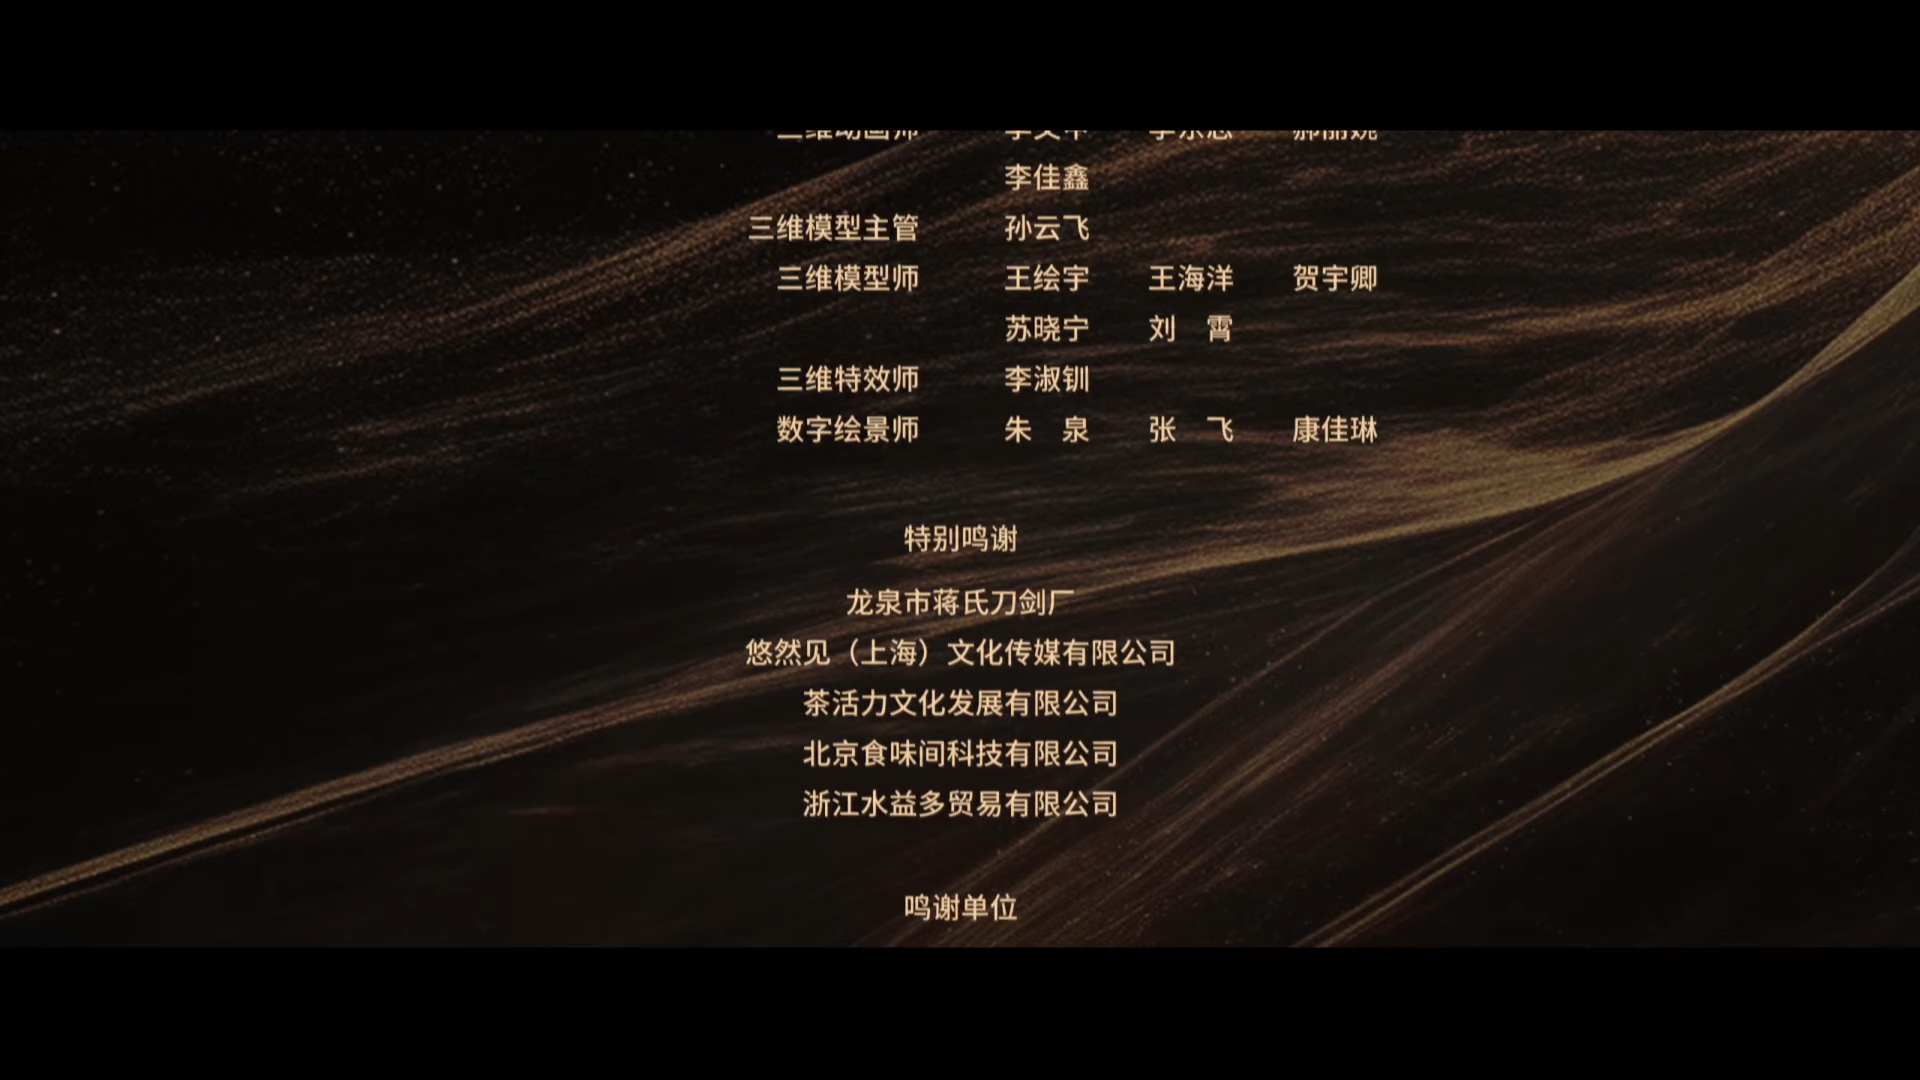 李佳鑫
三维模型主管 孙云飞
三维模型师 王绘宇 王海洋 贺宇卿
苏晓宁 刘 霄
三维特效师 李淑钏
数字绘景师 朱 泉 张 飞 康佳琳
特别鸣谢
龙泉市蒋氏刀剑厂
悠然见（上海）文化传媒有限公司
茶活力文化发展有限公司
北京食味间科技有限公司
浙江水益多贸易有限公司
鸣谢单位